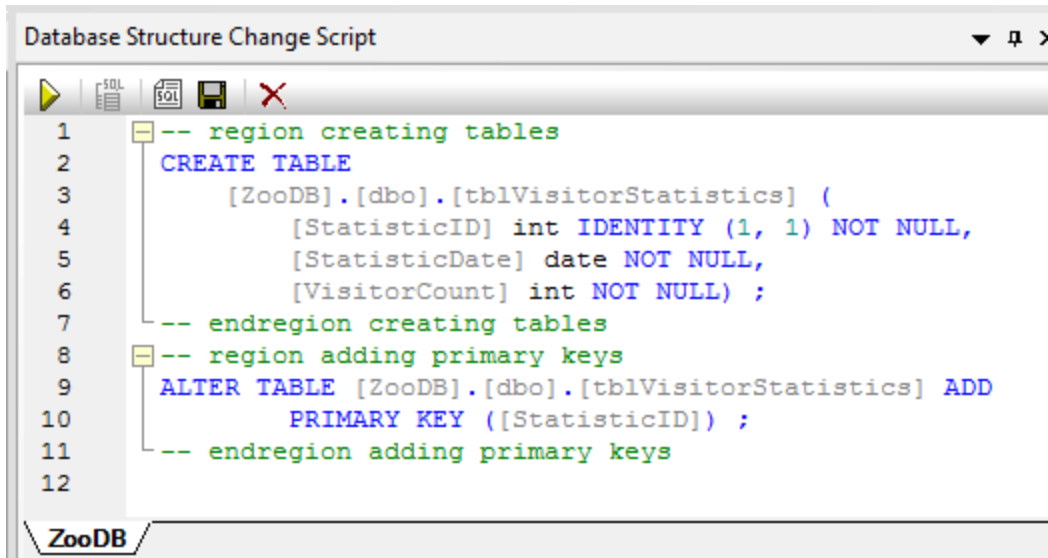 Database Structure Change Script
SQL SQL
1 -- region creating tables
2 CREATE TABLE
3 [ZooDB].[dbo].[tblVisitorStatistics] (
4 [StatisticID] int IDENTITY (1, 1) NOT NULL,
5 [StatisticDate] date NOT NULL,
6 [VisitorCount] int NOT NULL) ;
7 -- endregion creating tables
8 -- region adding primary keys
9 ALTER TABLE [ZooDB].[dbo].[tblVisitorStatistics] ADD
10 PRIMARY KEY ([StatisticID]) ;
11 -- endregion adding primary keys
12
ZooDB